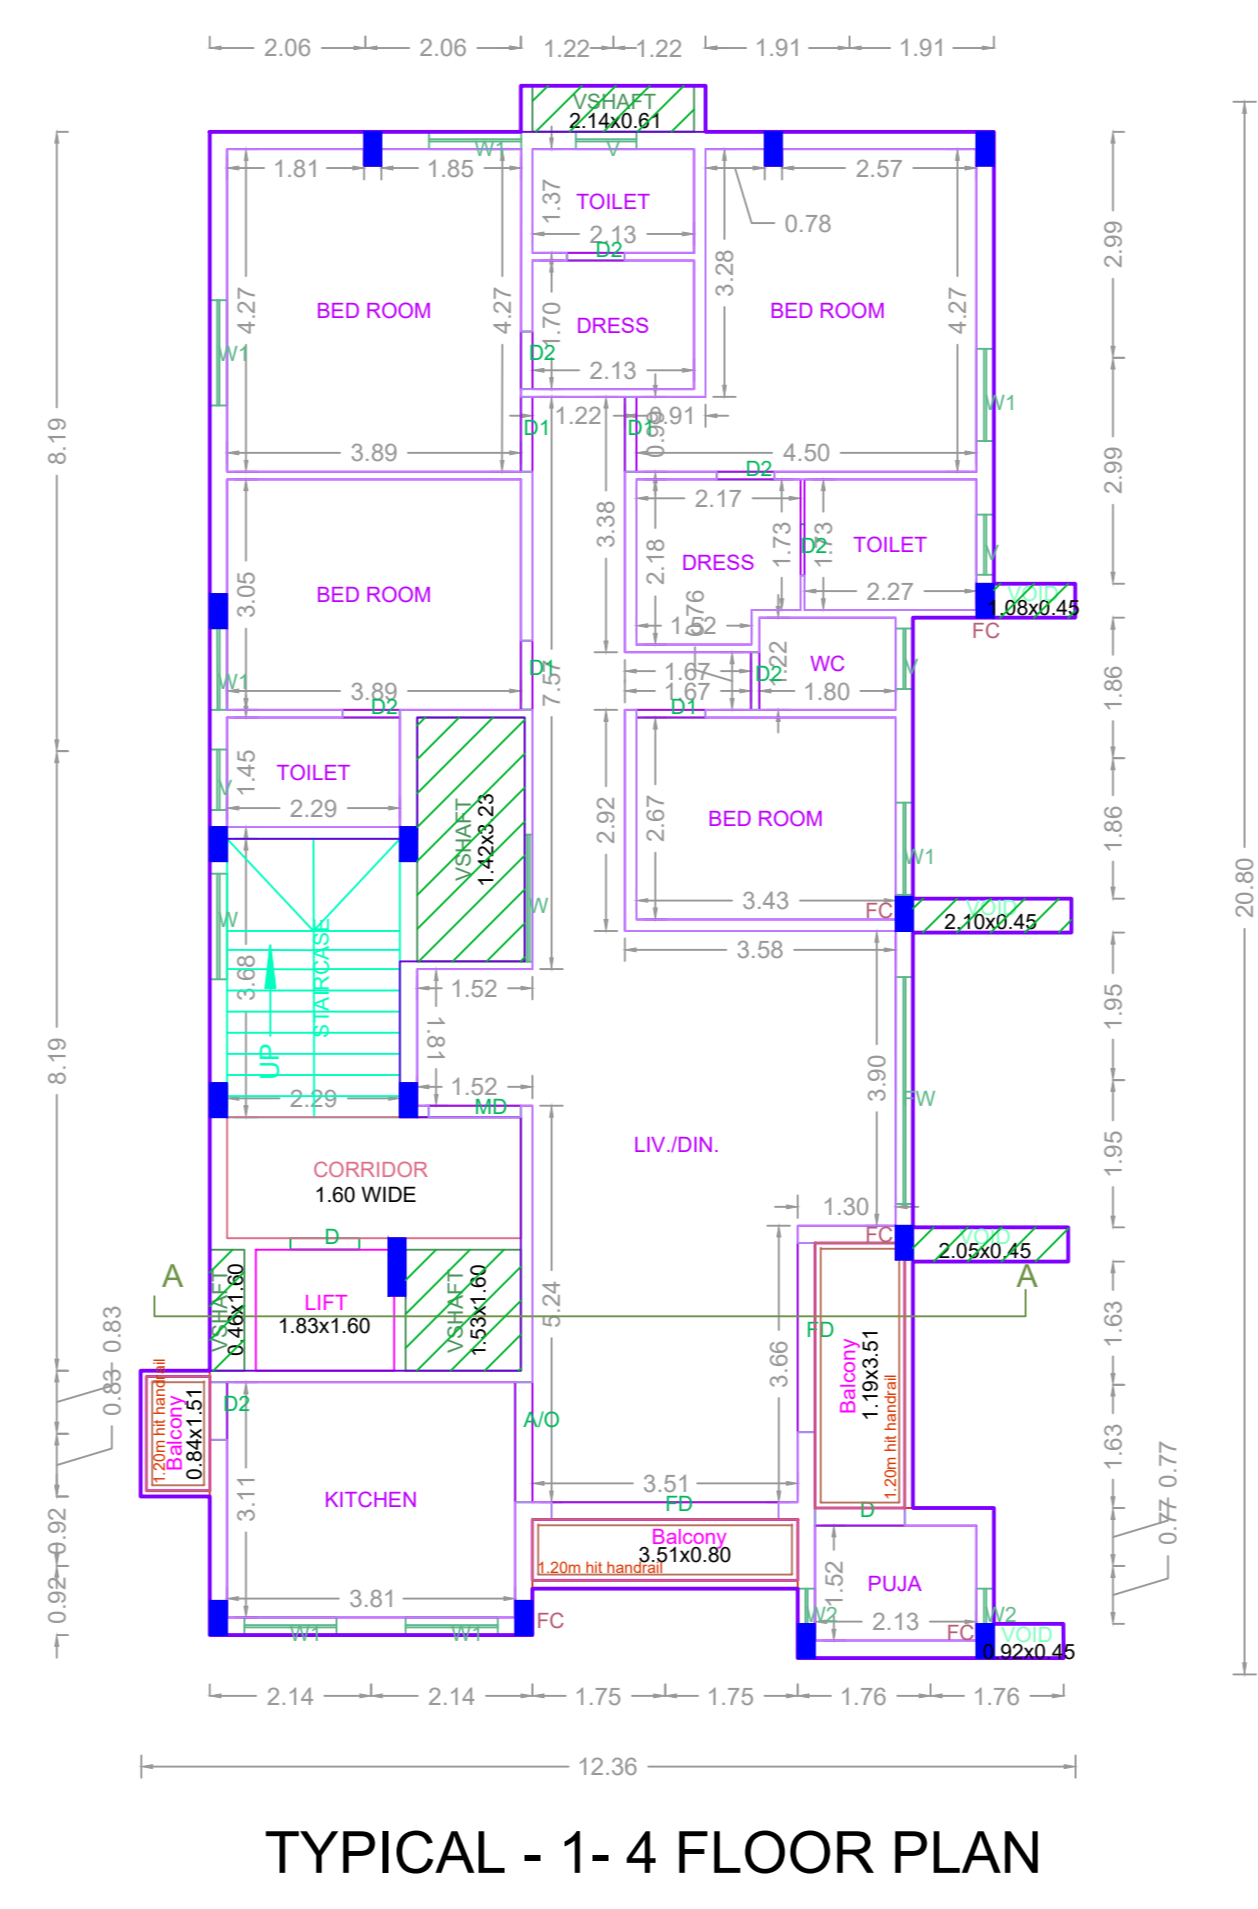 2.06 2.06 1.22 1.22 1.91 1.91
VSHAFT
2.14x0.61
W1 V
1.81 1.85 1.37 2.57
TOILET
0.78
2.13
D2
3.28
BED ROOM
4.27 4.27
DRESS
1.70
BED ROOM
4.27
2.99
W1
D2
2.13
W1
8.19
D1 1.22 D1 0.91
0.98
3.89 4.50
D2
2.99
2.17
3.38
2.18
DRESS
1.73
D2
1.73
TOILET
2.27
V
BED ROOM
3.05
VOID
1.08x0.45
FC
1.52
0.76
W1
3.89
D1
7.57
1.67
1.67
D2
1.22
WC
1.80
V
1.86
D2 D1
TOILET
1.45
2.29
V
VSHAFT
1.42x3.23
2.92
2.67
BED ROOM
1.86
W1
3.43
FC
VOID
2.10x0.45
W W
3.58
20.80
STAIRCASE
UP
3.68
2.29
1.52
1.81
1.52
MD
3.90
1.95
FW
8.19
LIV./DIN.
1.95
CORRIDOR
1.60 WIDE
1.30
D
FC
VOID
2.05x0.45
A A
VSHAFT
0.46x1.60
LIFT
1.83x1.60
VSHAFT
1.53x1.60
5.24
3.66
FD
1.63
0.83
0.83
Balcony
1.19x3.51
1.20m hit handrail
1.20m hit handrail
Balcony
0.84x1.51
D2
A/O
1.63
KITCHEN
3.11
3.51
FD
D
0.77
0.77
Balcony
3.51x0.80
1.20m hit handrail
0.92
0.92
1.52
PUJA
3.81
W2 W2
2.13
W1 W1
FC FC
VOID
0.92x0.45
2.14 2.14 1.75 1.75 1.76 1.76
12.36
TYPICAL - 1- 4 FLOOR PLAN